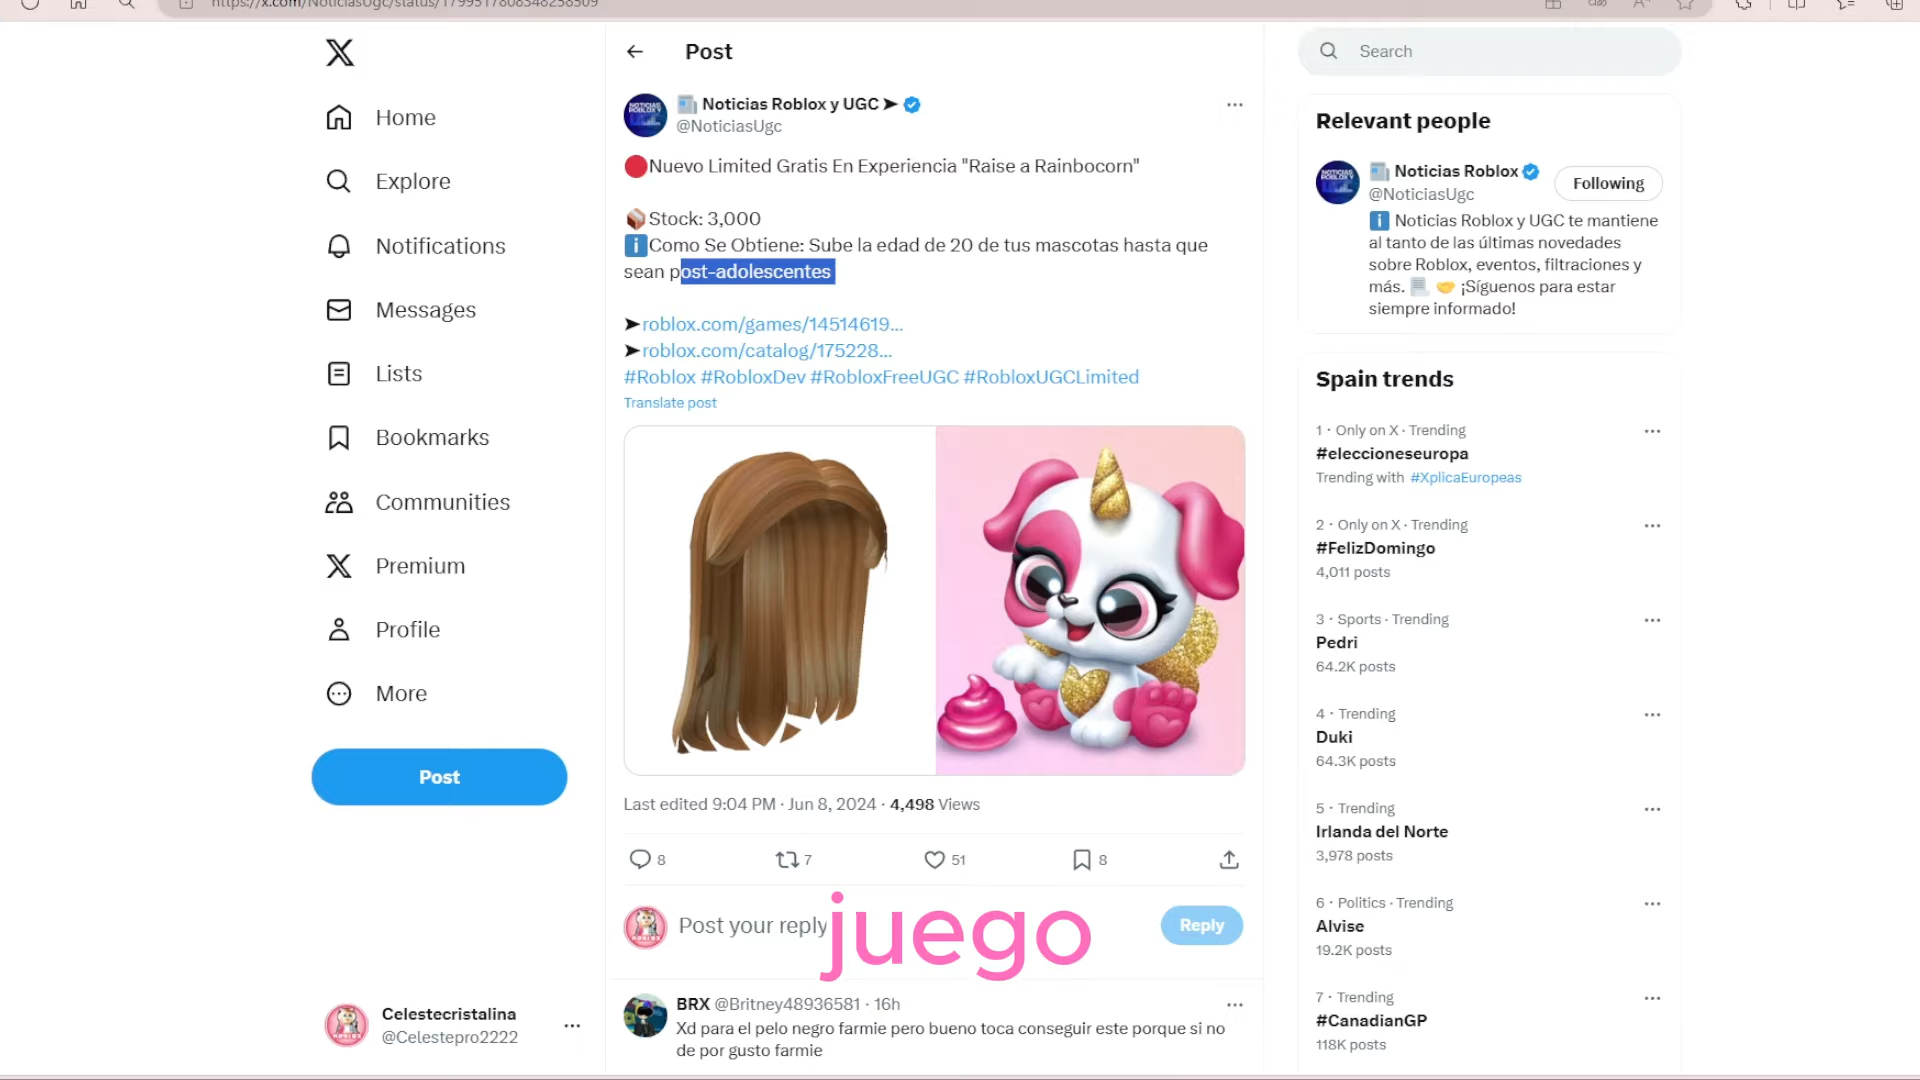 https://x.com/NoticiasUgc/status/1799517808348258509
Home
Explore
Notifications
Messages
Lists
Bookmarks
Communities
Premium
Profile
More
Post
Celestecristalina
@Celestepro2222
Post
Noticias Roblox y UGC ➤
@NoticiasUgc
🔴Nuevo Limited Gratis En Experiencia "Raise a Rainbocorn"
📦Stock: 3,000
ℹ️Como Se Obtiene: Sube la edad de 20 de tus mascotas hasta que
sean post-adolescentes
➤roblox.com/games/14514619...
➤roblox.com/catalog/175228...
#Roblox #RobloxDev #RobloxFreeUGC #RobloxUGCLimited
Translate post
Last edited 9:04 PM · Jun 8, 2024 · 4,498 Views
8
7
51
8
Post your reply
juego
Reply
BRX @Britney48936581 · 16h
Xd para el pelo negro farmie pero bueno toca conseguir este porque si no
de por gusto farmie
Search
Relevant people
Noticias Roblox
@NoticiasUgc
Following
ℹ️ Noticias Roblox y UGC te mantiene
al tanto de las últimas novedades
sobre Roblox, eventos, filtraciones y
más. 📃 🤝 ¡Síguenos para estar
siempre informado!
Spain trends
1 · Only on X · Trending
#eleccioneseuropa
Trending with #XplicaEuropeas
2 · Only on X · Trending
#FelizDomingo
4,011 posts
3 · Sports · Trending
Pedri
64.2K posts
4 · Trending
Duki
64.3K posts
5 · Trending
Irlanda del Norte
3,978 posts
6 · Politics · Trending
Alvise
19.2K posts
7 · Trending
#CanadianGP
118K posts